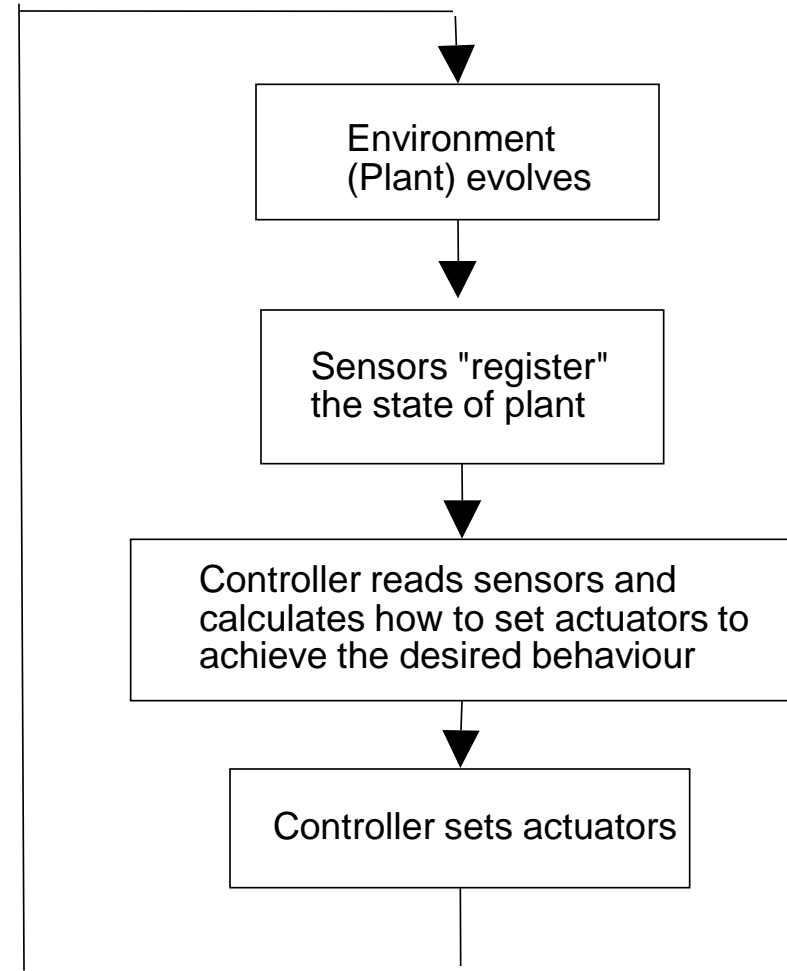 Environment
(Plant) evolves
Sensors "register"
the state of plant
Controller reads sensors and
calculates how to set actuators to
achieve the desired behaviour
Controller sets actuators